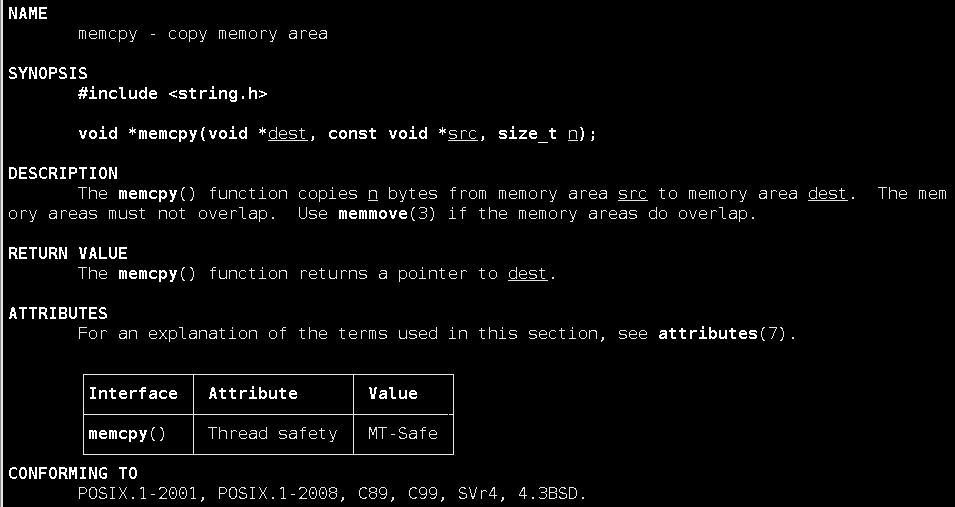 NAME
memcpy - copy memory area
SYNOPSIS
#include <string.h>
void *memcpy(void *dest, const void *src, size_t n);
DESCRIPTION
The memcpy() function copies n bytes from memory area src to memory area dest.  The mem
ory areas must not overlap.  Use memmove(3) if the memory areas do overlap.
RETURN VALUE
The memcpy() function returns a pointer to dest.
ATTRIBUTES
For an explanation of the terms used in this section, see attributes(7).
Interface Attribute Value
memcpy() Thread safety MT-Safe
CONFORMING TO
POSIX.1-2001, POSIX.1-2008, C89, C99, SVr4, 4.3BSD.